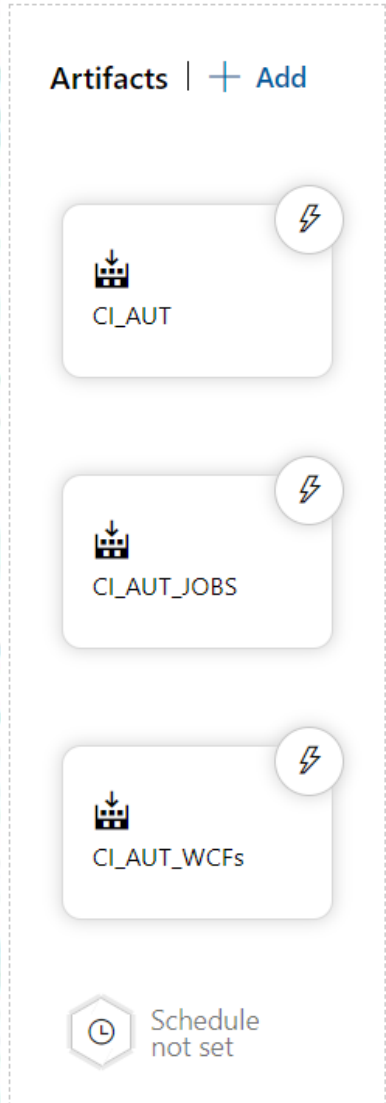 Artifacts | + Add
CI_AUT
CI_AUT_JOBS
CI_AUT_WCFs
Schedule
not set